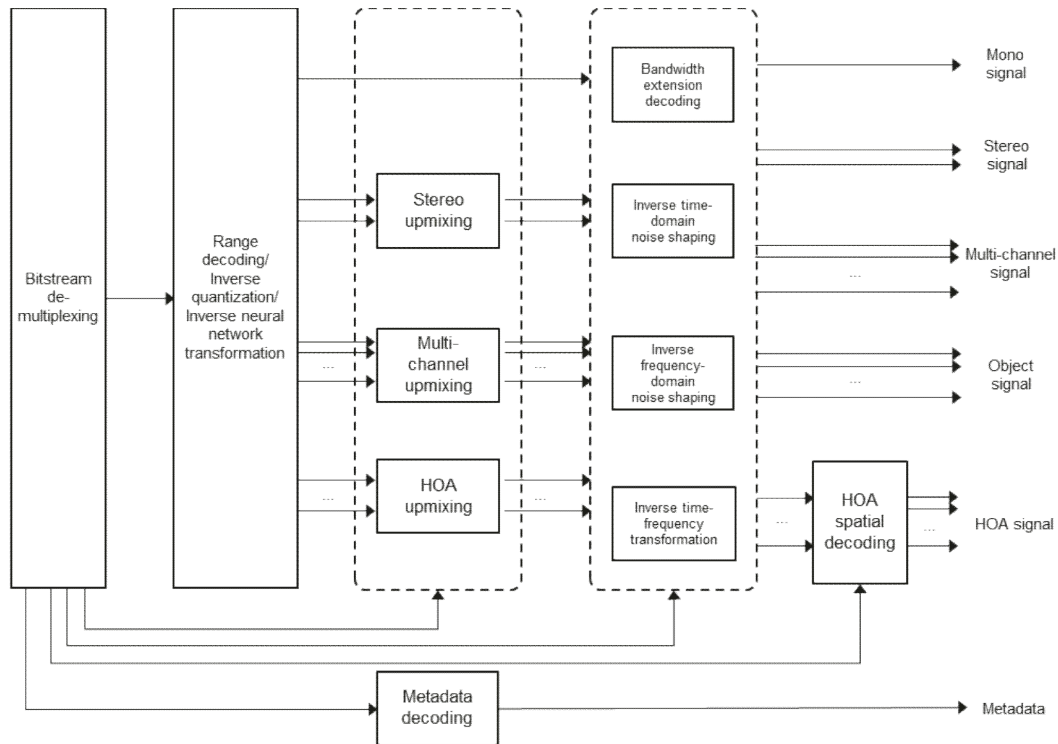 Bitstream
de-
multiplexing
Range
decoding/
Inverse
quantization/
Inverse neural
network
transformation
Stereo
upmixing
Multi-
channel
upmixing
HOA
upmixing
Bandwidth
extension
decoding
Inverse time-
domain
noise shaping
Inverse
frequency-
domain
noise shaping
Inverse time-
frequency
transformation
HOA
spatial
decoding
Metadata
decoding
Mono
signal
Stereo
signal
Multi-channel
signal
Object
signal
HOA signal
Metadata
...
...
...
...
...
...
...
...